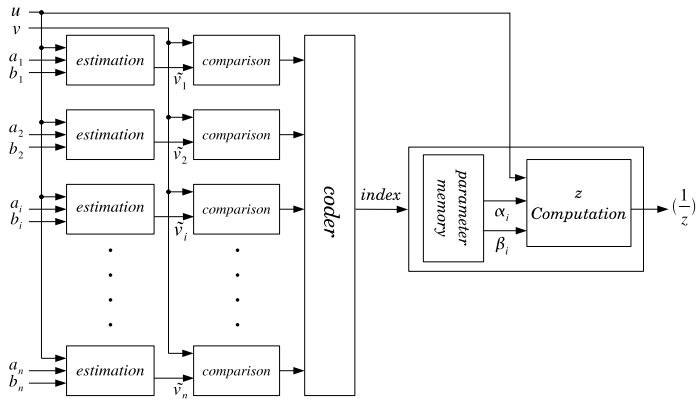 u
v
a₁
b₁
estimation
ṽ₁
comparison
a₂
b₂
estimation
ṽ₂
comparison
aᵢ
bᵢ
estimation
ṽᵢ
comparison
aₙ
bₙ
estimation
ṽₙ
comparison
coder
index
parameter
memory
αᵢ
βᵢ
z
Computation
(1/z)